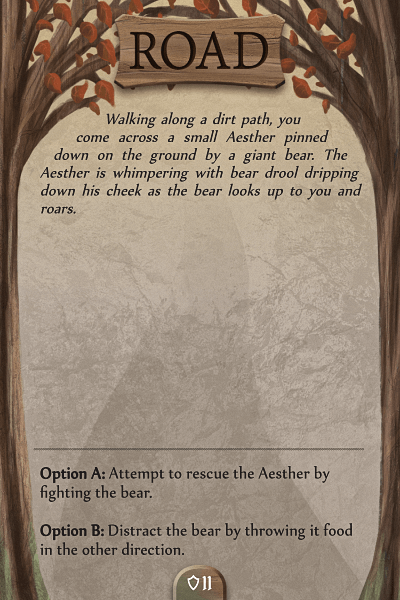 ROAD
Walking along a dirt path, you
come across a small Aesther pinned
down on the ground by a giant bear. The
Aesther is whimpering with bear drool dripping
down his cheek as the bear looks up to you and
roars.
Option A: Attempt to rescue the Aesther by
fighting the bear.
Option B: Distract the bear by throwing it food
in the other direction.
11